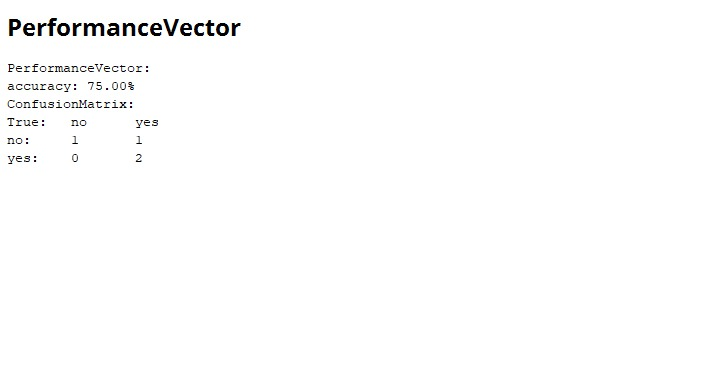 PerformanceVector
PerformanceVector:
accuracy: 75.00%
ConfusionMatrix:
True: no yes
no: 1 1
yes: 0 2